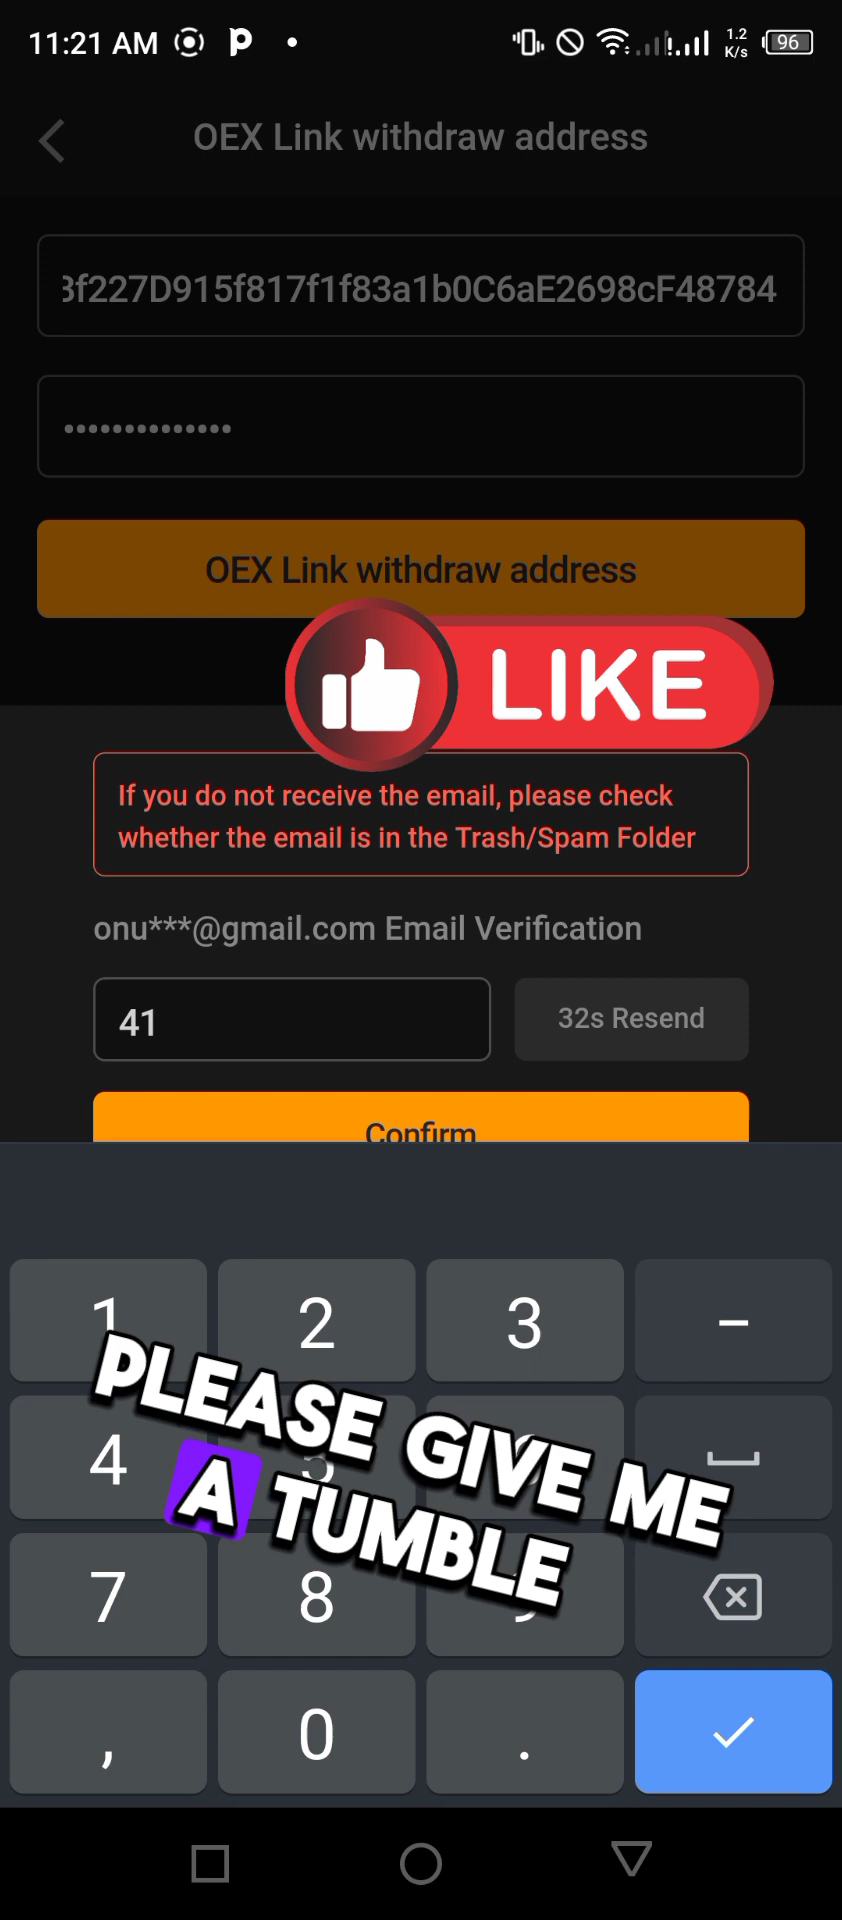 11:21 AM
1.2
K/s
96
OEX Link withdraw address
3f227D915f817f1f83a1b0C6aE2698cF48784
••••••••••••••
OEX Link withdraw address
LIKE
If you do not receive the email, please check
whether the email is in the Trash/Spam Folder
onu***@gmail.com Email Verification
41
32s Resend
Confirm
1 2 3 –
PLEASE GIVE ME
4
A TUMBLE
7 8
, 0 .